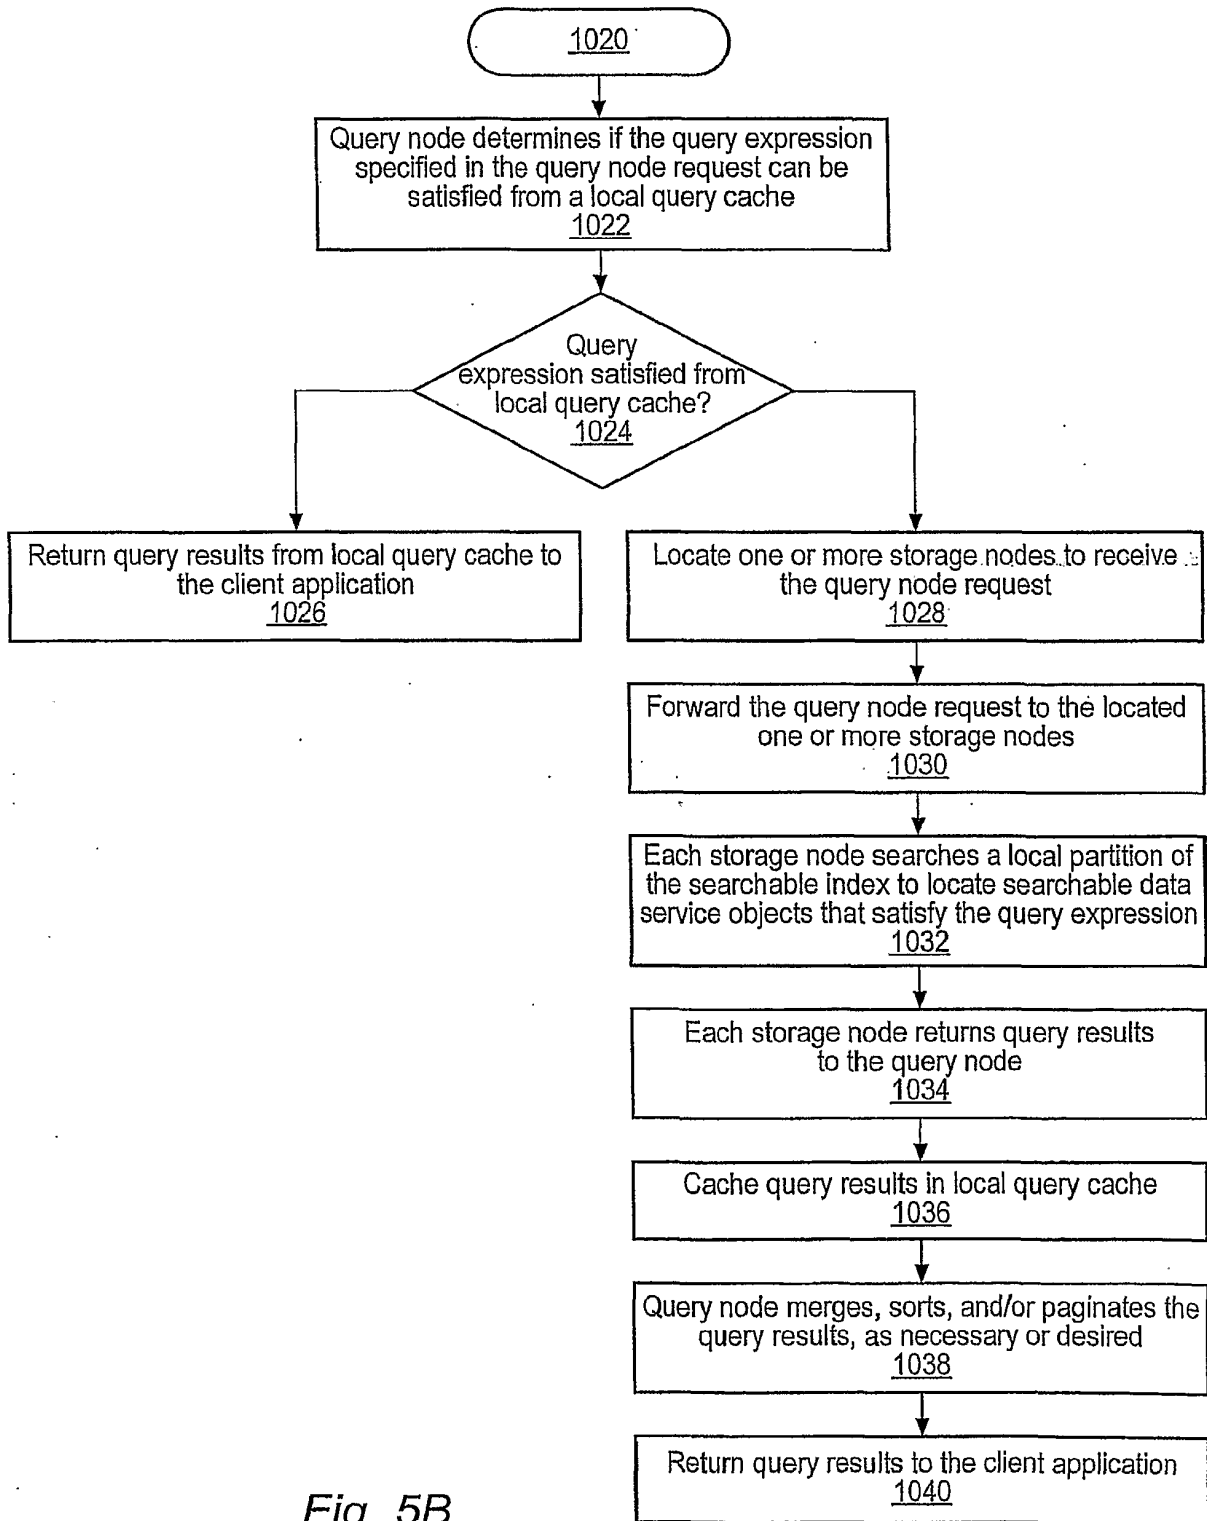 1020
Query node determines if the query expression
specified in the query node request can be
satisfied from a local query cache
1022
Query
expression satisfied from
local query cache?
1024
Return query results from local query cache to
the client application
1026
Locate one or more storage nodes to receive
the query node request
1028
Forward the query node request to the located
one or more storage nodes
1030
Each storage node searches a local partition of
the searchable index to locate searchable data
service objects that satisfy the query expression
1032
Each storage node returns query results
to the query node
1034
Cache query results in local query cache
1036
Query node merges, sorts, and/or paginates the
query results, as necessary or desired
1038
Return query results to the client application
1040
Fig. 5B